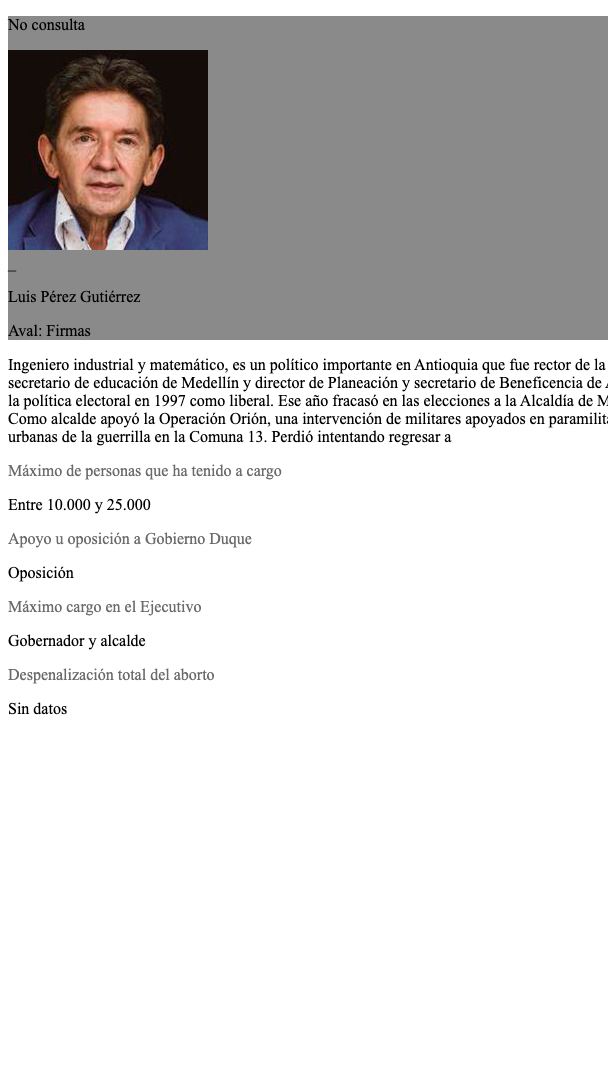 No consulta
_
Luis Pérez Gutiérrez
Aval: Firmas
Ingeniero industrial y matemático, es un político importante en Antioquia que fue rector de la
secretario de educación de Medellín y director de Planeación y secretario de Beneficencia de
la política electoral en 1997 como liberal. Ese año fracasó en las elecciones a la Alcaldía de
Como alcalde apoyó la Operación Orión, una intervención de militares apoyados en
urbanas de la guerrilla en la Comuna 13. Perdió intentando regresar a
Máximo de personas que ha tenido a cargo
Entre 10.000 y 25.000
Apoyo u oposición a Gobierno Duque
Oposición
Máximo cargo en el Ejecutivo
Gobernador y alcalde
Despenalización total del aborto
Sin datos